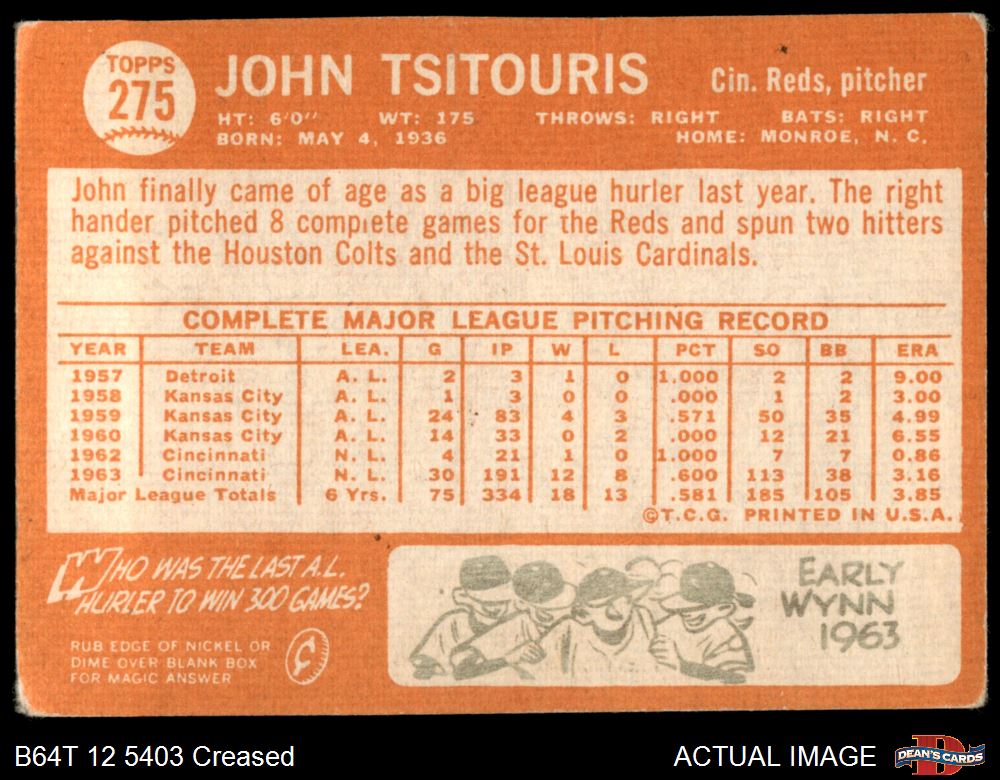 TOPPS
275
JOHN TSITOURIS
Cin. Reds, pitcher
HT: 6'0" WT: 175 THROWS: RIGHT BATS: RIGHT
BORN: MAY 4, 1936 HOME: MONROE, N. C.
John finally came of age as a big league hurler last year. The right
hander pitched 8 complete games for the Reds and spun two hitters
against the Houston Colts and the St. Louis Cardinals.
COMPLETE MAJOR LEAGUE PITCHING RECORD
YEAR TEAM LEA. G IP W L PCT SO BB ERA
1957 Detroit A. L. 2 3 1 0 1.000 2 2 9.00
1958 Kansas City A. L. 1 3 0 0 .000 1 2 3.00
1959 Kansas City A. L. 24 83 4 3 .571 50 35 4.99
1960 Kansas City A. L. 14 33 0 2 .000 12 21 6.55
1962 Cincinnati N. L. 4 21 1 0 1.000 7 7 0.86
1963 Cincinnati N. L. 30 191 12 8 .600 113 38 3.16
Major League Totals 6 Yrs. 75 334 18 13 .581 185 105 3.85
©T.C.G. PRINTED IN U.S.A.
WHO WAS THE LAST A.L.
HURLER TO WIN 300 GAMES?
RUB EDGE OF NICKEL OR
DIME OVER BLANK BOX
FOR MAGIC ANSWER
EARLY
WYNN
1963
B64T 12 5403 Creased
ACTUAL IMAGE
DEAN'S CARDS